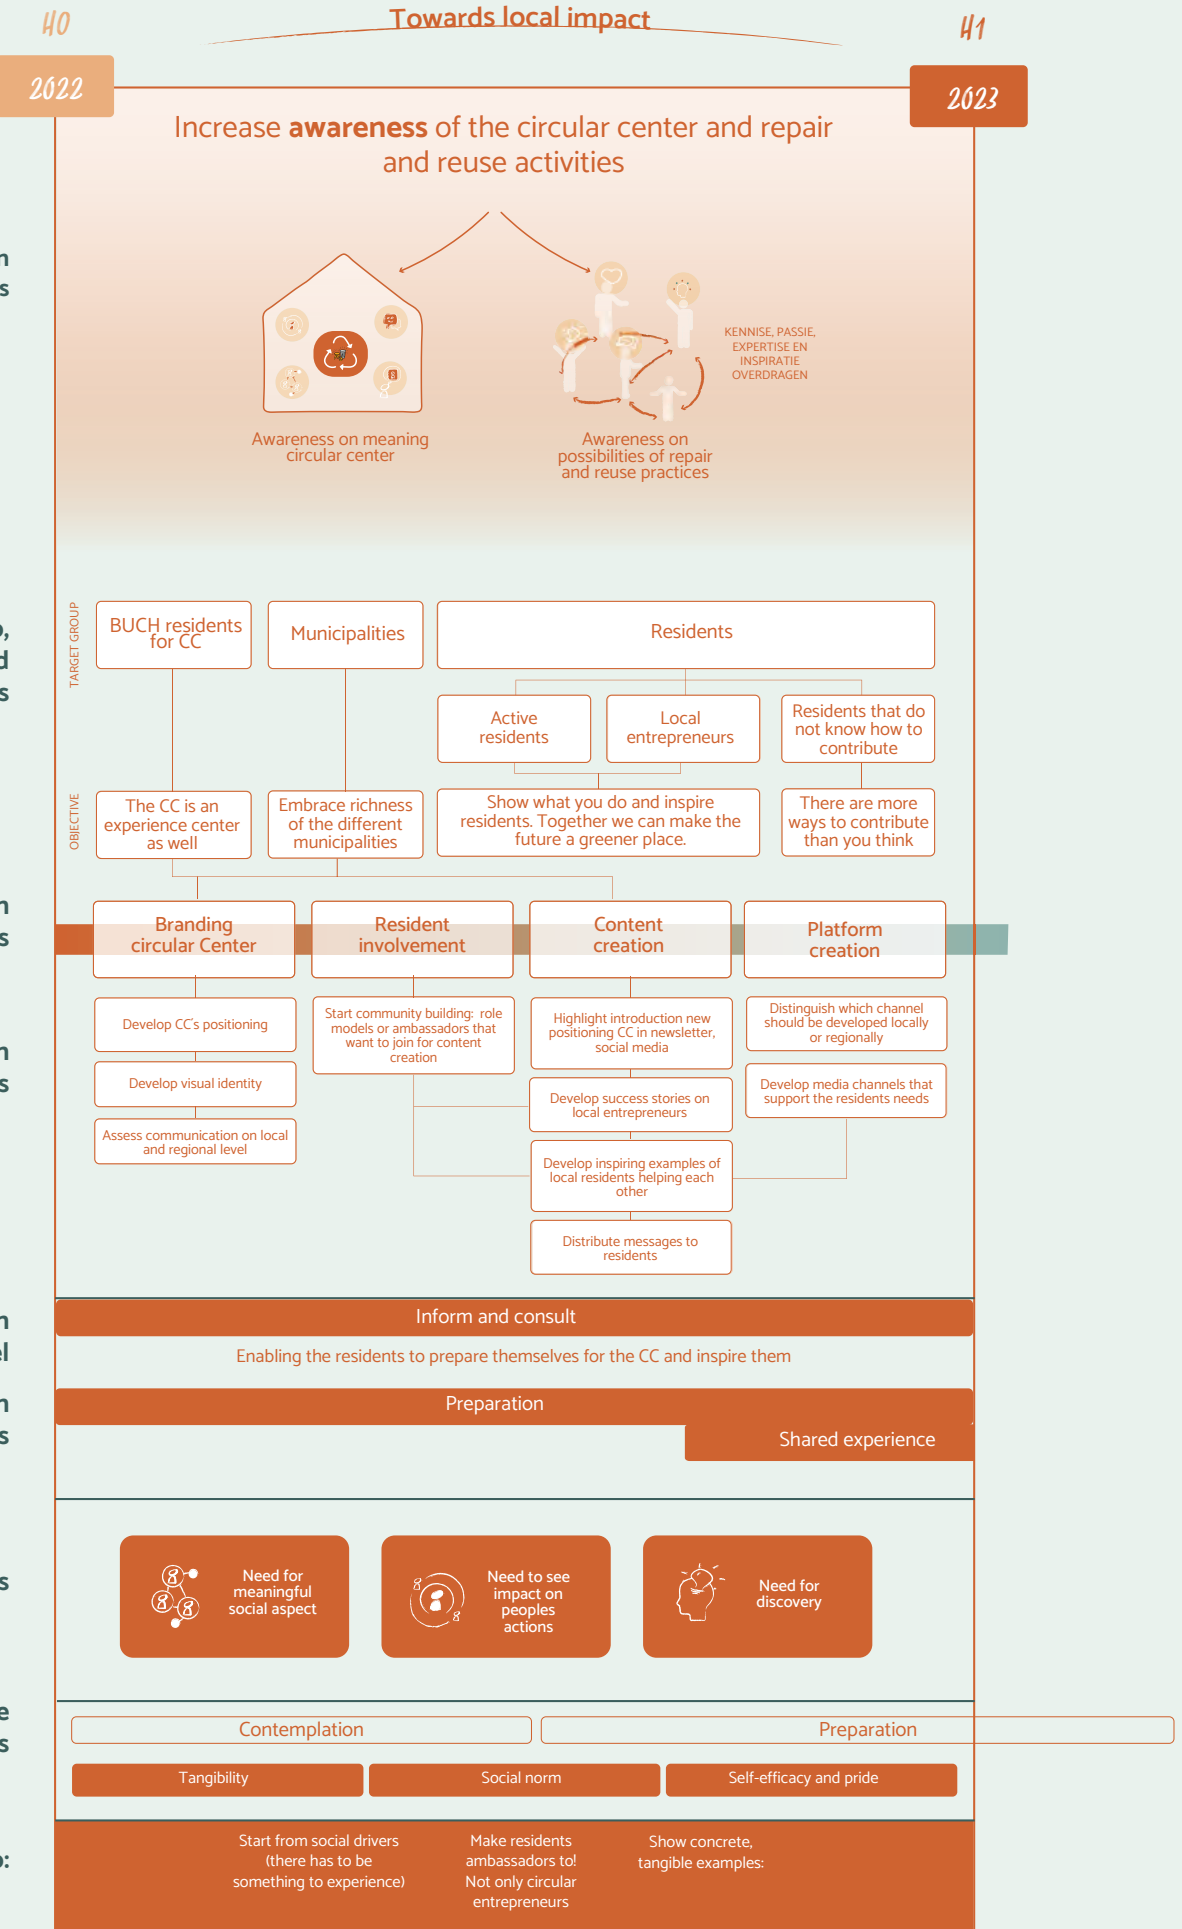 H0
Towards local impact
H1
2022
2023
Increase awareness of the circular center and repair
and reuse activities
KENNISE, PASSIE,
EXPERTISE EN
INSPIRATIE
OVERDRAGEN
Awareness on meaning
circular center
Awareness on
possibilities of repair
and reuse practices
TARGET GROUP
BUCH residents
for CC
Municipalities
Residents
Active
residents
Local
entrepreneurs
Residents that do
not know how to
contribute
OBJECTIVE
The CC is an
experience center
as well
Embrace richness
of the different
municipalities
Show what you do and inspire
residents. Together we can make the
future a greener place.
There are more
ways to contribute
than you think
Branding
circular Center
Resident
involvement
Content
creation
Platform
creation
Develop CC's positioning
Develop visual identity
Assess communication on local
and regional level
Start community building: role
models or ambassadors that
want to join for content
creation
Highlight introduction new
positioning CC in newsletter,
social media
Develop success stories on
local entrepreneurs
Develop inspiring examples of
local residents helping each
other
Distribute messages to
residents
Distinguish which channel
should be developed locally
or regionally
Develop media channels that
support the residents needs
Inform and consult
Enabling the residents to prepare themselves for the CC and inspire them
Preparation
Shared experience
Need for
meaningful
social aspect
Need to see
impact on
peoples
actions
Need for
discovery
Contemplation
Preparation
Tangibility
Social norm
Self-efficacy and pride
Start from social drivers
(there has to be
something to experience)
Make residents
ambassadors to!
Not only circular
entrepreneurs
Show concrete,
tangible examples: